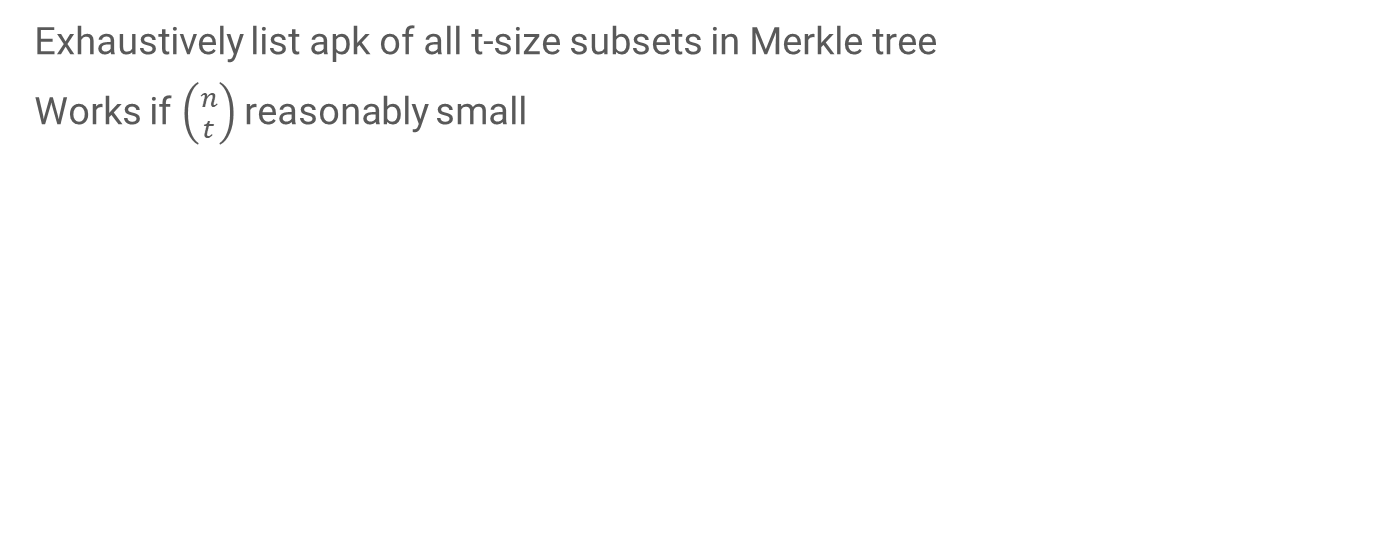 Exhaustively list apk of all t-size subsets in Merkle tree
Works if (n t) reasonably small